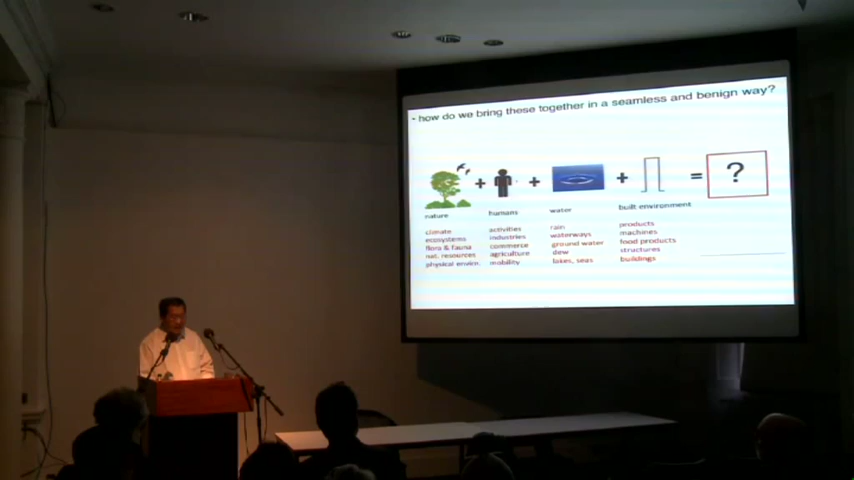 - how do we bring these together in a seamless and benign way?
+ + + = ?
nature humans water built environment
climate activities rain products
ecosystems industries waterways machines
flora & fauna commerce ground water food products
nat. resources agriculture dew structures
physical environ. mobility lakes, seas buildings